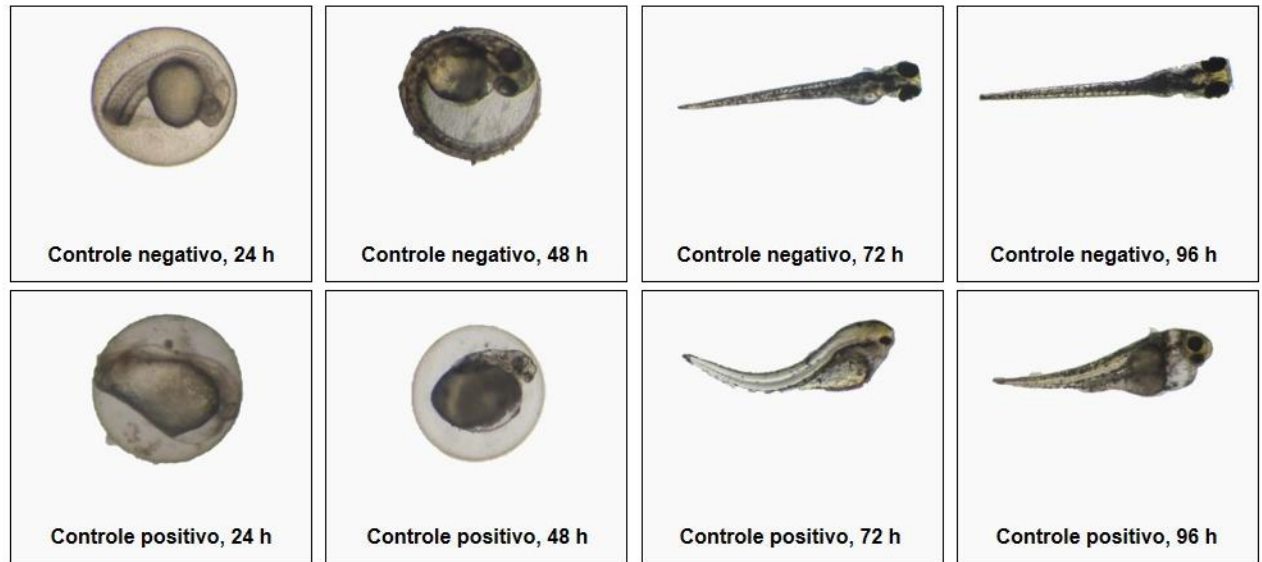 Controle negativo, 24 h
Controle negativo, 48 h
Controle negativo, 72 h
Controle negativo, 96 h
Controle positivo, 24 h
Controle positivo, 48 h
Controle positivo, 72 h
Controle positivo, 96 h